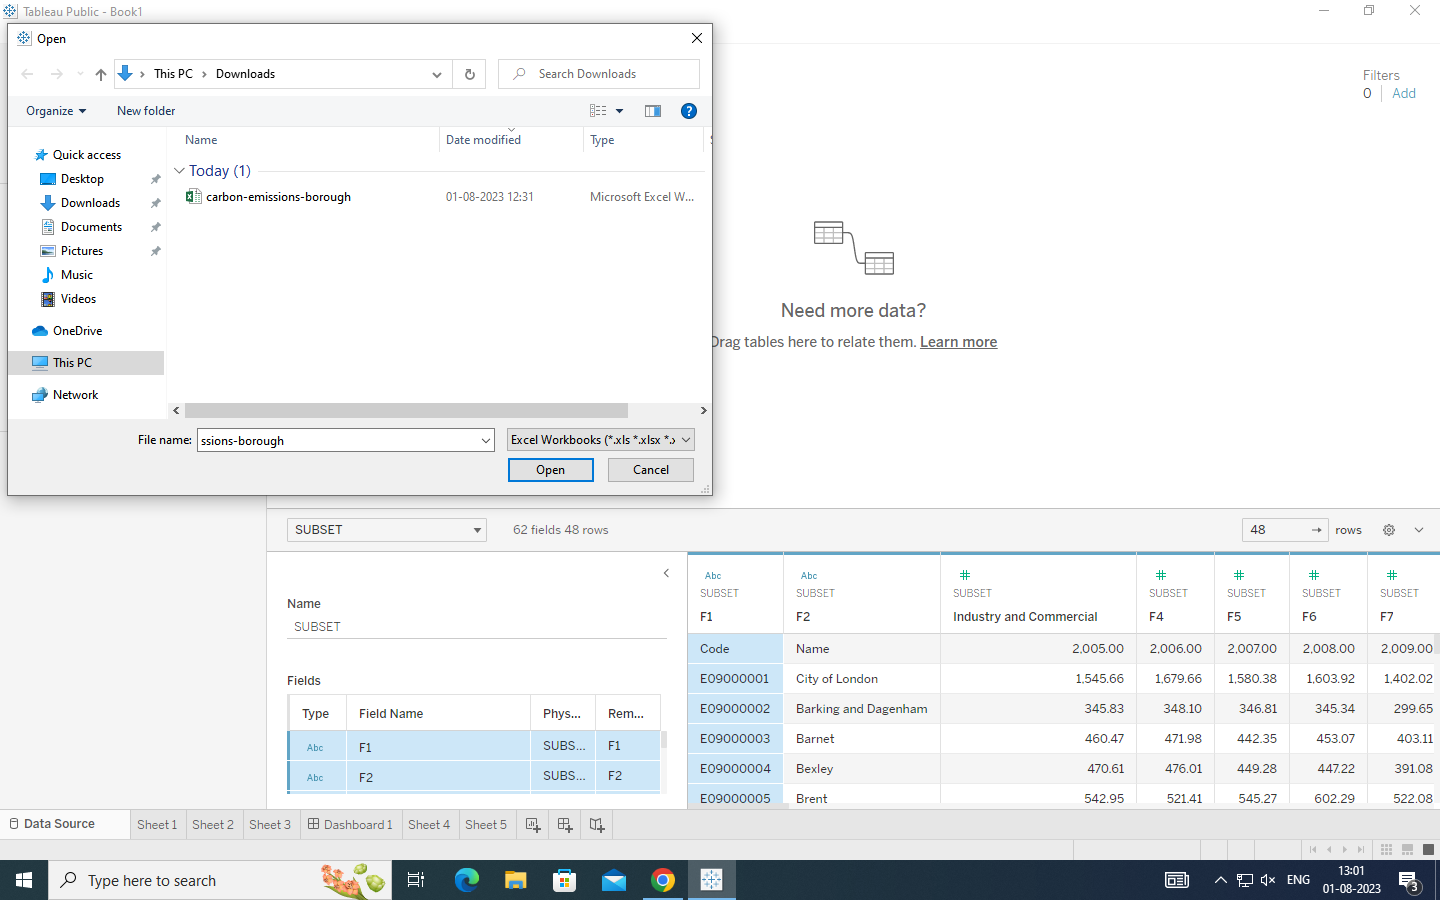 Tableau Public - Book1
Open
This PC > Downloads
Search Downloads
Organize
New folder
?
Name
Date modified
Type
Today (1)
carbon-emissions-borough
01-08-2023 12:31
Microsoft Excel W...
Quick access
Desktop
Downloads
Documents
Pictures
Music
Videos
OneDrive
This PC
Network
File name:
ssions-borough
Excel Workbooks (*.xls *.xlsx *.x
Open
Cancel
Filters
0
Add
Need more data?
Drag tables here to relate them. Learn more
SUBSET
62 fields 48 rows
48
rows
Name
SUBSET
Fields
Type Field Name Phys... Rem...
Abc F1 SUBS... F1
Abc F2 SUBS... F2
Abc Abc # # # # #
SUBSET SUBSET SUBSET SUBSET SUBSET SUBSET SUBSET
F1 F2 Industry and Commercial F4 F5 F6 F7
Code Name 2,005.00 2,006.00 2,007.00 2,008.00 2,009.00
E09000001 City of London 1,545.66 1,679.66 1,580.38 1,603.92 1,402.02
E09000002 Barking and Dagenham 345.83 348.10 346.81 345.34 299.65
E09000003 Barnet 460.47 471.98 442.35 453.07 403.11
E09000004 Bexley 470.61 476.01 449.28 447.22 391.08
E09000005 Brent 542.95 521.41 545.27 602.29 522.08
Data Source
Sheet 1
Sheet 2
Sheet 3
Dashboard 1
Sheet 4
Sheet 5
Type here to search
ENG
13:01
01-08-2023
3